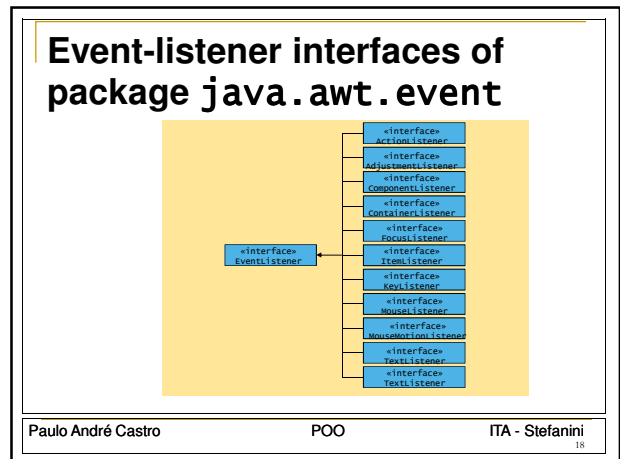 Event-listener interfaces of
package java.awt.event
«interface»
ActionListener
«interface»
AdjustmentListener
«interface»
ComponentListener
«interface»
ContainerListener
«interface»
FocusListener
«interface»
EventListener
«interface»
ItemListener
«interface»
KeyListener
«interface»
MouseListener
«interface»
MouseMotionListener
«interface»
TextListener
«interface»
TextListener
Paulo André Castro POO ITA - Stefanini
18